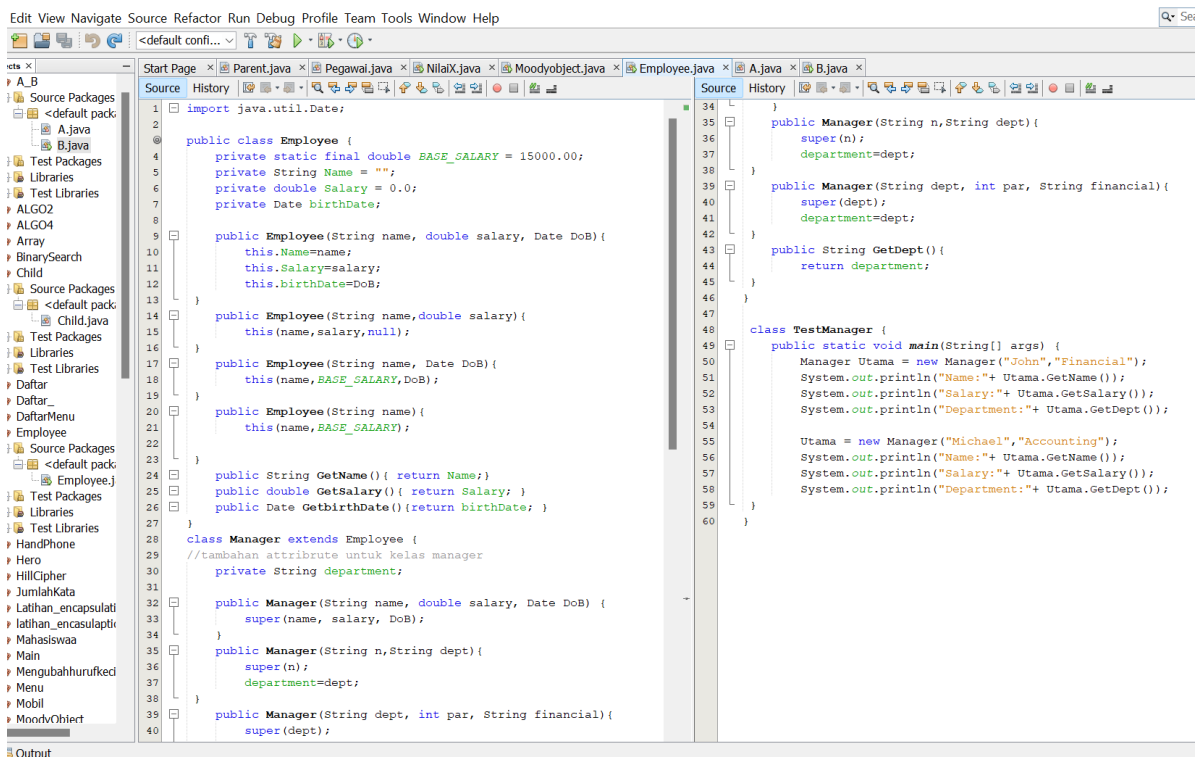 Edit View Navigate Source Refactor Run Debug Profile Team Tools Window Help
Sea
<default confi...
cts ×
A_B
Source Packages
<default packa
A.java
B.java
Test Packages
Libraries
Test Libraries
ALGO2
ALGO4
Array
BinarySearch
Child
Source Packages
<default packa
Child.java
Test Packages
Libraries
Test Libraries
Daftar
Daftar_
DaftarMenu
Employee
Source Packages
<default packa
Employee.j
Test Packages
Libraries
Test Libraries
HandPhone
Hero
HillCipher
JumlahKata
Latihan_encapsulati
latihan_encasulaptio
Mahasiswaa
Main
Mengubahhurufkeci
Menu
Mobil
MoodyObject
Start Page × Parent.java × Pegawai.java × NilaiX.java × Moodyobject.java × Employee.java × A.java × B.java ×
Source History
1 import java.util.Date;
2
public class Employee {
4 private static final double BASE_SALARY = 15000.00;
5 private String Name = "";
6 private double Salary = 0.0;
7 private Date birthDate;
8
9 public Employee(String name, double salary, Date DoB){
10 this.Name=name;
11 this.Salary=salary;
12 this.birthDate=DoB;
13 }
14 public Employee(String name,double salary){
15 this(name,salary,null);
16 }
17 public Employee(String name, Date DoB){
18 this(name,BASE_SALARY,DoB);
19 }
20 public Employee(String name){
21 this(name,BASE_SALARY);
22
23 }
24 public String GetName(){ return Name;}
25 public double GetSalary(){ return Salary; }
26 public Date GetbirthDate(){return birthDate; }
27 }
28 class Manager extends Employee {
29 //tambahan attribrute untuk kelas manager
30 private String department;
31
32 public Manager(String name, double salary, Date DoB) {
33 super(name, salary, DoB);
34 }
35 public Manager(String n,String dept){
36 super(n);
37 department=dept;
38 }
39 public Manager(String dept, int par, String financial){
40 super(dept);
Source History
34 }
35 public Manager(String n,String dept){
36 super(n);
37 department=dept;
38 }
39 public Manager(String dept, int par, String financial){
40 super(dept);
41 department=dept;
42 }
43 public String GetDept(){
44 return department;
45 }
46 }
47
48 class TestManager {
49 public static void main(String[] args) {
50 Manager Utama = new Manager("John","Financial");
51 System.out.println("Name:"+ Utama.GetName());
52 System.out.println("Salary:"+ Utama.GetSalary());
53 System.out.println("Department:"+ Utama.GetDept());
54
55 Utama = new Manager("Michael","Accounting");
56 System.out.println("Name:"+ Utama.GetName());
57 System.out.println("Salary:"+ Utama.GetSalary());
58 System.out.println("Department:"+ Utama.GetDept());
59 }
60 }
Output